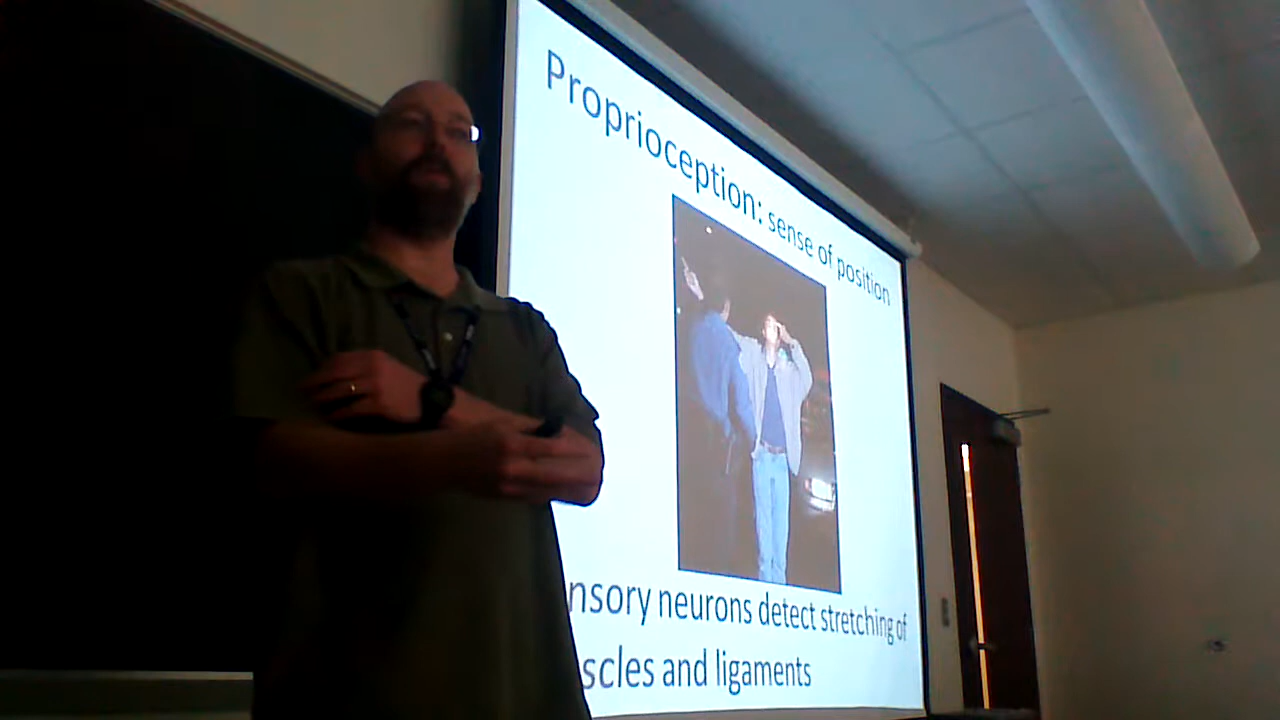 Proprioception: sense of position
nsory neurons detect stretching of
scles and ligaments